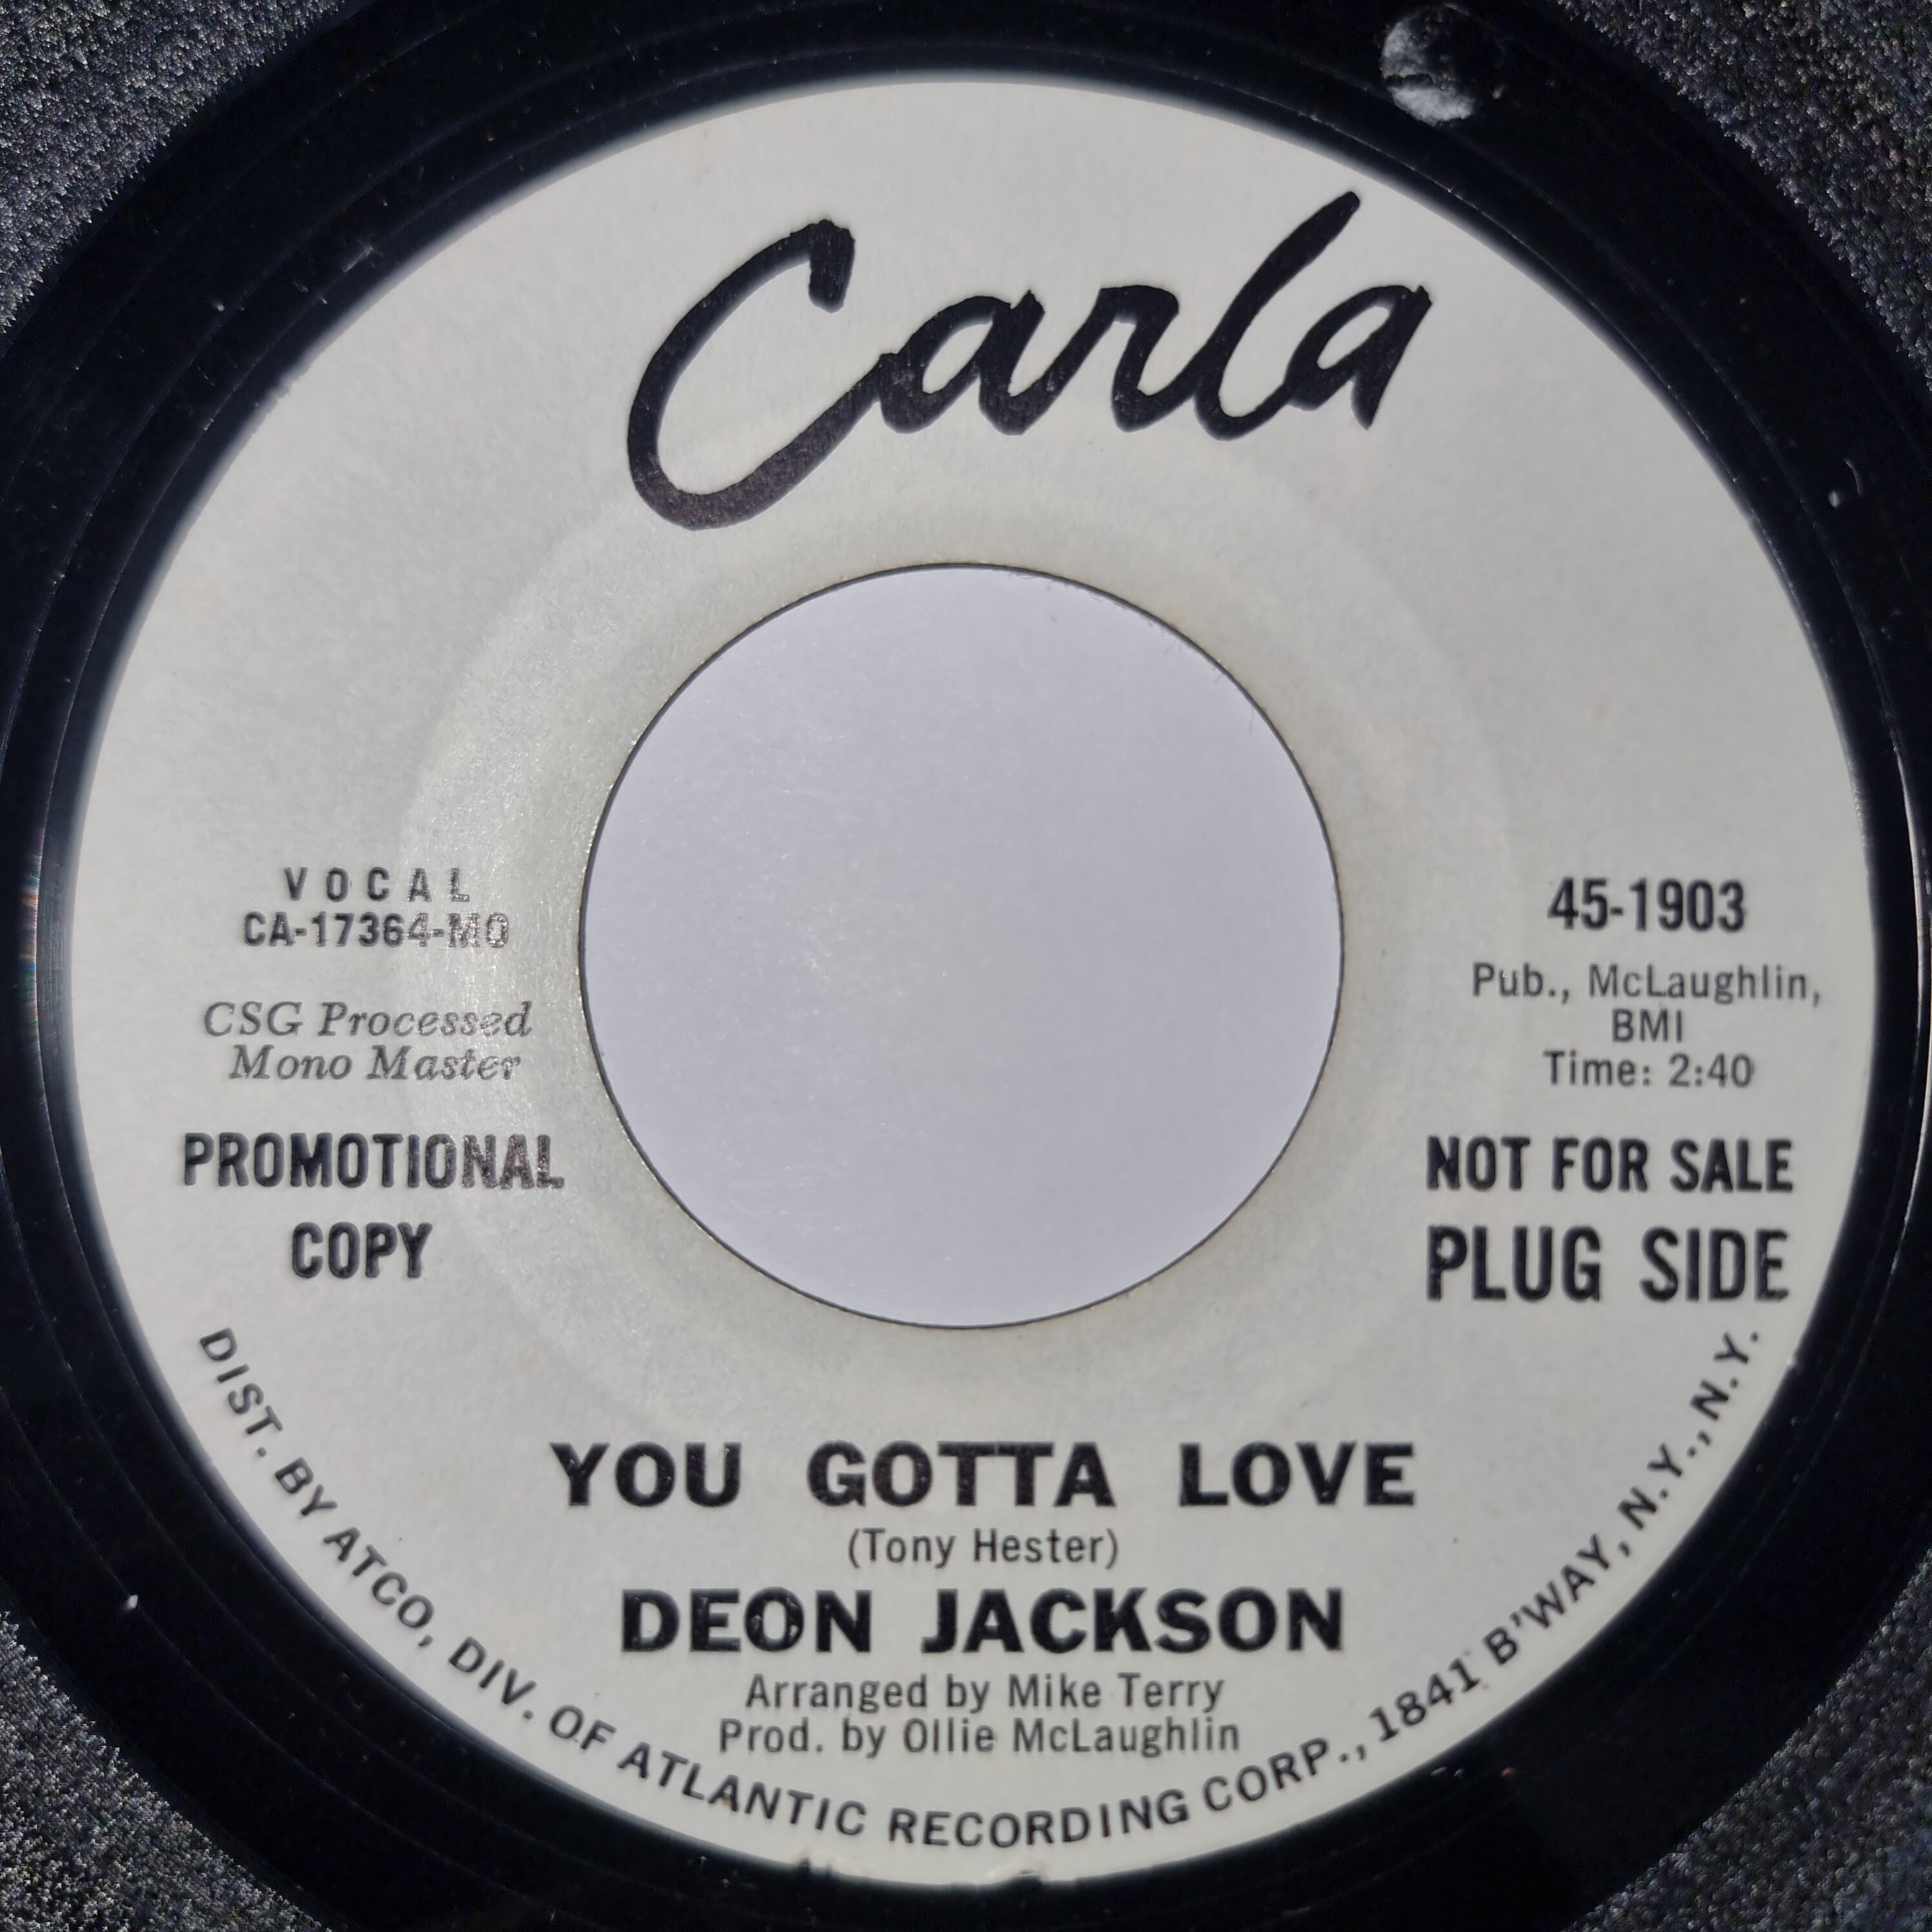 Carla
VOCAL
CA-17364-MO
CSG Processed
Mono Master
PROMOTIONAL
COPY
45-1903
Pub., McLaughlin,
BMI
Time: 2:40
NOT FOR SALE
PLUG SIDE
YOU GOTTA LOVE
(Tony Hester)
DEON JACKSON
Arranged by Mike Terry
Prod. by Ollie McLaughlin
DIST. BY ATCO, DIV. OF ATLANTIC RECORDING CORP., 1841 B'WAY, N.Y., N.Y.